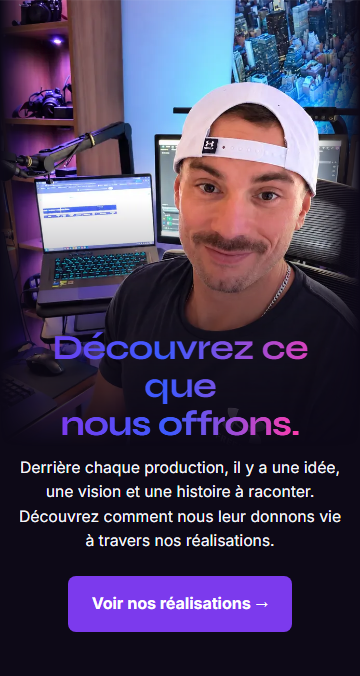 Découvrez ce
que
nous offrons.
Derrière chaque production, il y a une idée,
une vision et une histoire à raconter.
Découvrez comment nous leur donnons vie
à travers nos réalisations.
Voir nos réalisations →